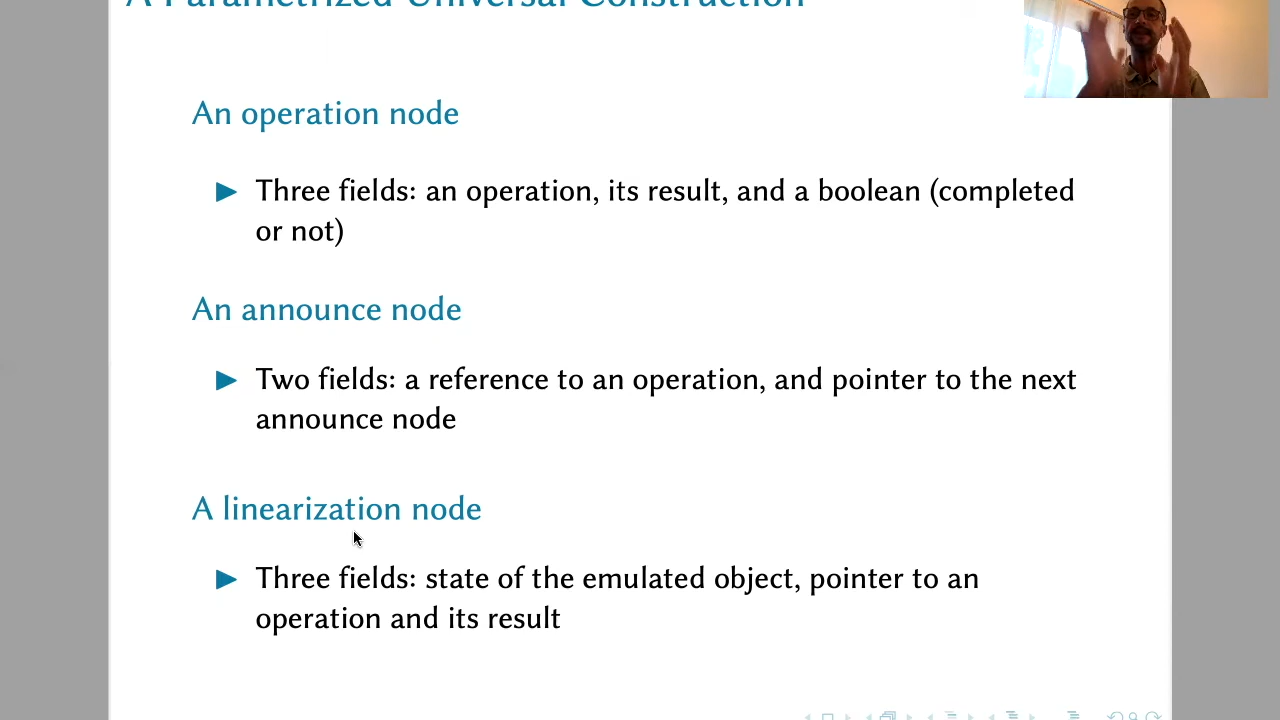 A Parametrized Universal Construction
An operation node
Three fields: an operation, its result, and a boolean (completed
or not)
An announce node
Two fields: a reference to an operation, and pointer to the next
announce node
A linearization node
Three fields: state of the emulated object, pointer to an
operation and its result